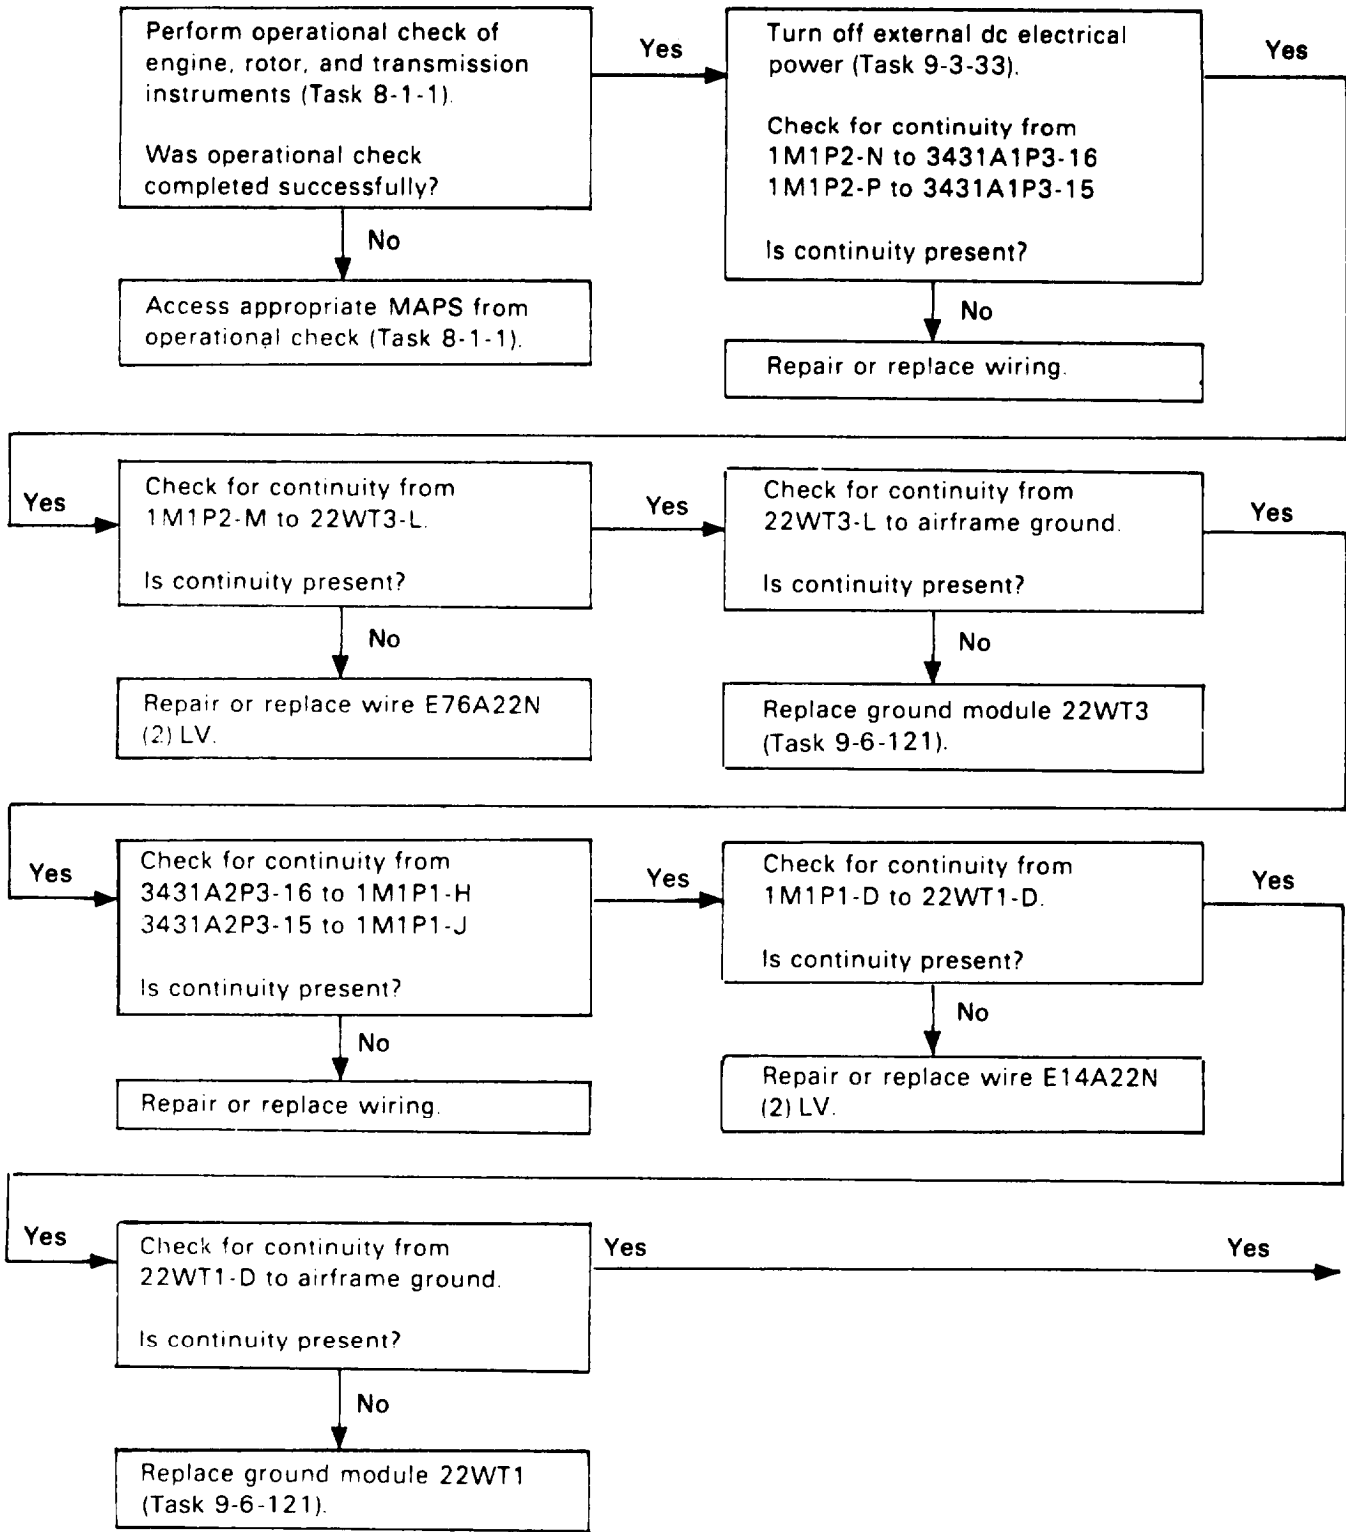 Perform operational check of
engine, rotor, and transmission
instruments (Task 8-1-1).
Was operational check
completed successfully?
Yes
Turn off external dc electrical
power (Task 9-3-33).
Check for continuity from
1M1P2-N to 3431A1P3-16
1M1P2-P to 3431A1P3-15
Is continuity present?
Yes
No
Access appropriate MAPS from
operational check (Task 8-1-1).
No
Repair or replace wiring.
Yes
Check for continuity from
1M1P2-M to 22WT3-L.
Is continuity present?
Yes
Check for continuity from
22WT3-L to airframe ground.
Is continuity present?
Yes
No
Repair or replace wire E76A22N
(2) LV.
No
Replace ground module 22WT3
(Task 9-6-121).
Yes
Check for continuity from
3431A2P3-16 to 1M1P1-H
3431A2P3-15 to 1M1P1-J
Is continuity present?
Yes
Check for continuity from
1M1P1-D to 22WT1-D.
Is continuity present?
Yes
No
Repair or replace wiring.
No
Repair or replace wire E14A22N
(2) LV.
Yes
Check for continuity from
22WT1-D to airframe ground.
Is continuity present?
Yes
Yes
No
Replace ground module 22WT1
(Task 9-6-121).